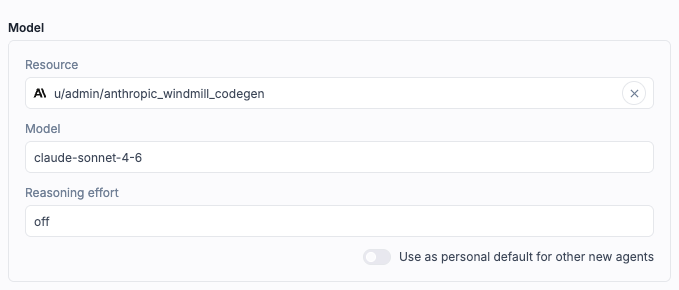 Model
Resource
u/admin/anthropic_windmill_codegen
Model
claude-sonnet-4-6
Reasoning effort
off
Use as personal default for other new agents